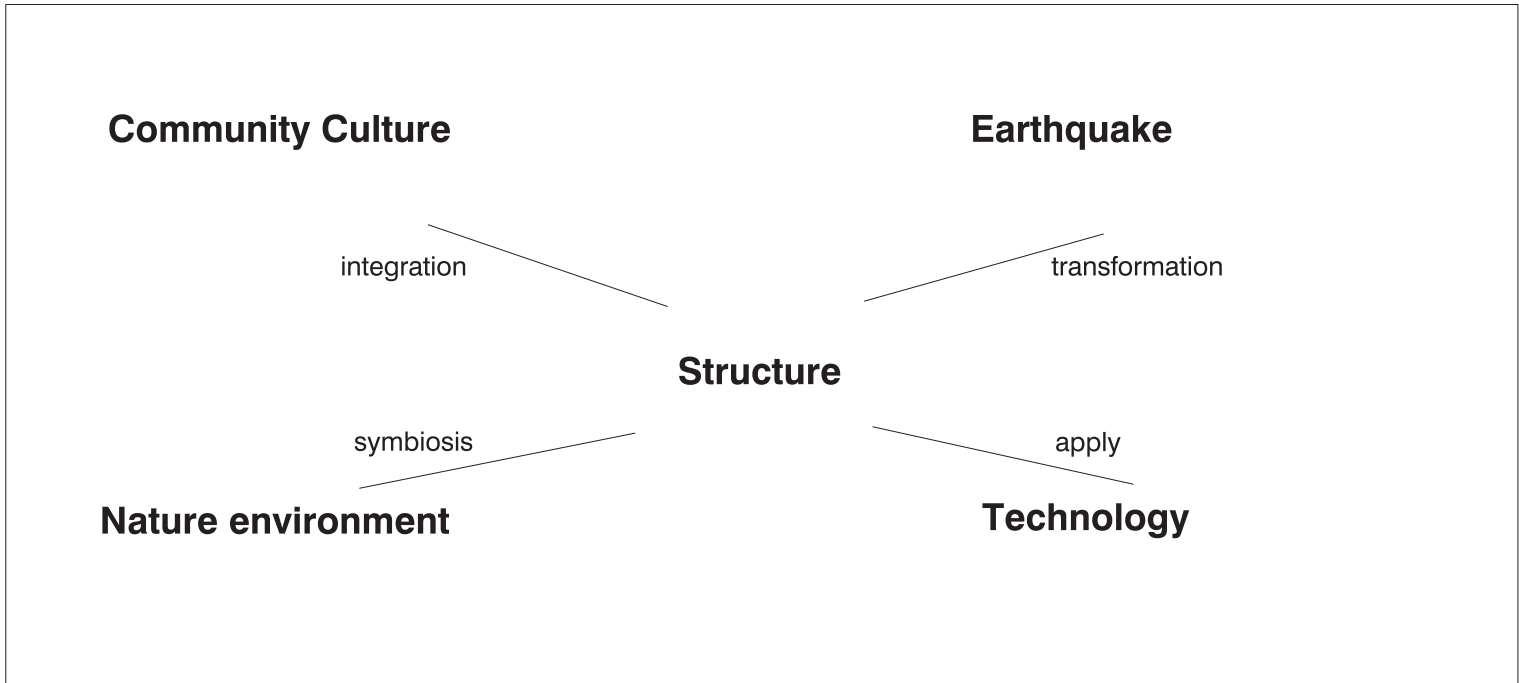 Community Culture
Earthquake
integration
transformation
Structure
symbiosis
apply
Nature environment
Technology